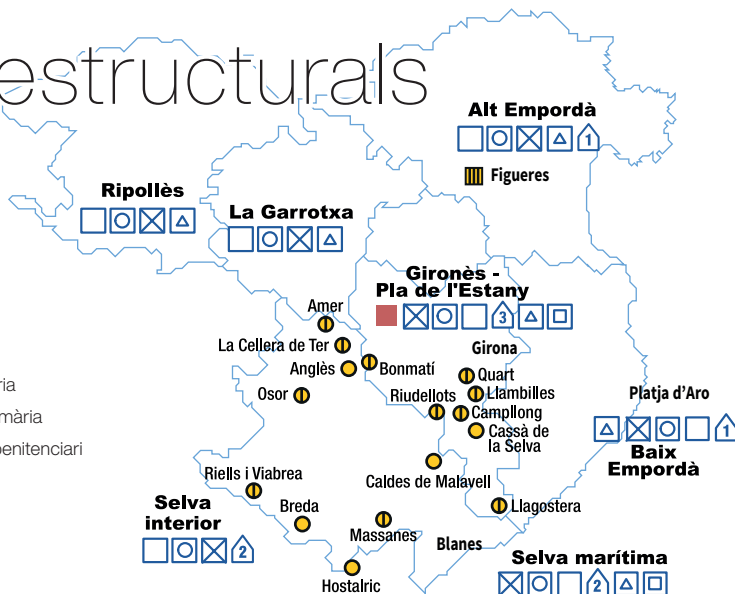 estructurals
Alt Empordà
1
Figueres
Ripollès
La Garrotxa
Gironès -
Pla de l'Estany
3
Amer
Girona
La Cellera de Ter
Anglès
Bonmatí
Quart
Osor
Riudellots
Llambilles
Campllong
Platja d'Aro
Cassà de
la Selva
1
Baix
Empordà
ria
mària
penitenciari
Caldes de Malavell
Riells i Viabrea
Selva
interior
2
Breda
Llagostera
Massanes
Blanes
Hostalric
Selva marítima
2